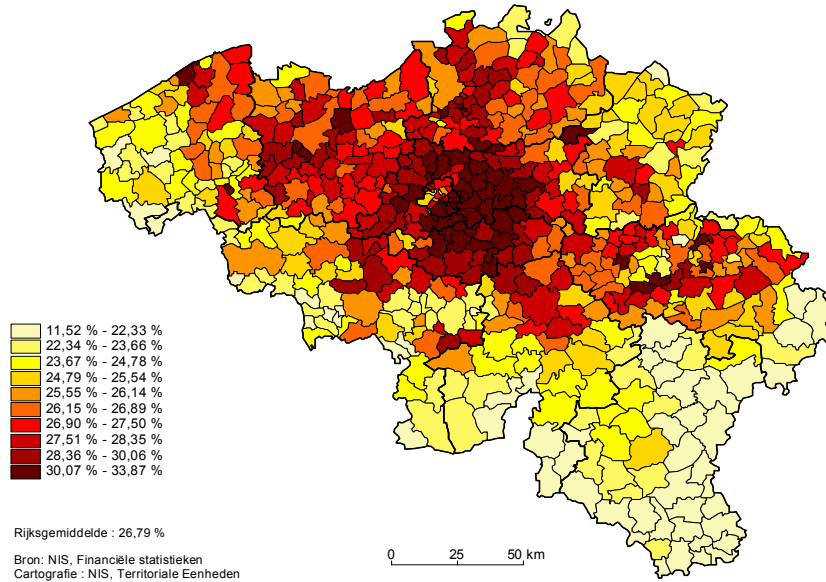 11,52 % - 22,33 %
22,34 % - 23,66 %
23,67 % - 24,78 %
24,79 % - 25,54 %
25,55 % - 26,14 %
26,15 % - 26,89 %
26,90 % - 27,50 %
27,51 % - 28,35 %
28,36 % - 30,06 %
30,07 % - 33,87 %
Rijksgemiddelde : 26,79 %
Bron: NIS, Financiële statistieken
Cartografie : NIS, Territoriale Eenheden
0 25 50 km